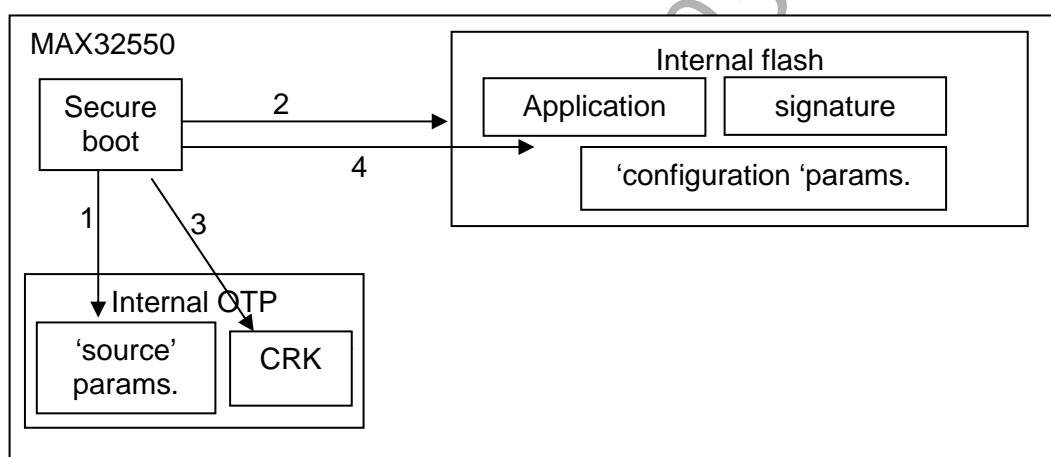 MAX32550
Internal flash
Secure
boot
2
Application
signature
4
‘configuration ‘params.
1
3
Internal OTP
‘source’
params.
CRK